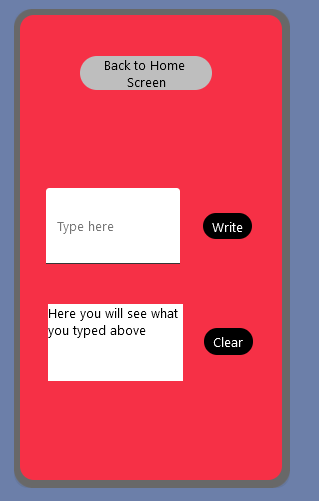 Back to Home
Screen
Type here
Write
Here you will see what
you typed above
Clear